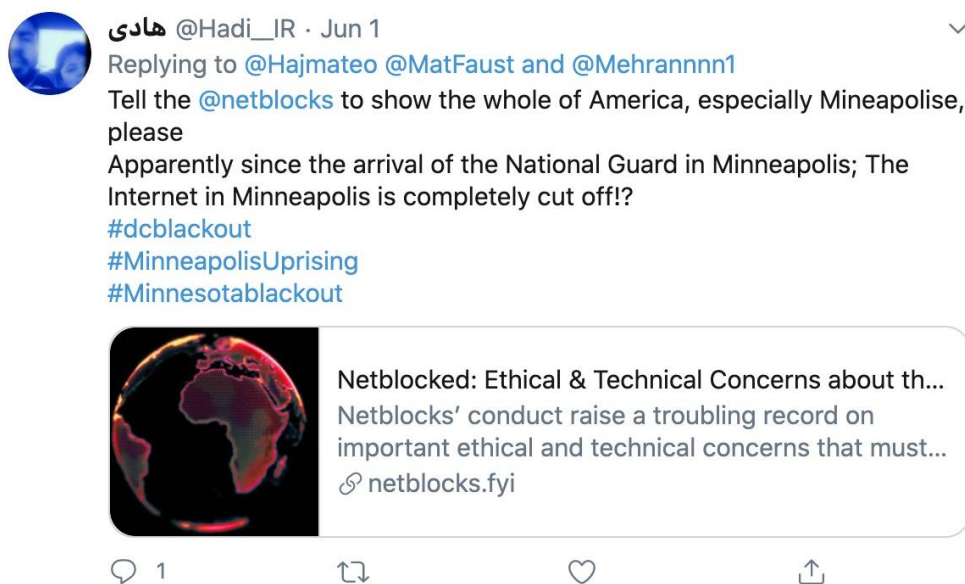 هادی @Hadi__IR · Jun 1
Replying to @Hajmateo @MatFaust and @Mehrannnn1
Tell the @netblocks to show the whole of America, especially Mineapolise,
please
Apparently since the arrival of the National Guard in Minneapolis; The
Internet in Minneapolis is completely cut off!?
#dcblackout
#MinneapolisUprising
#Minnesotablackout
Netblocked: Ethical & Technical Concerns about th...
Netblocks’ conduct raise a troubling record on
important ethical and technical concerns that must...
netblocks.fyi
1